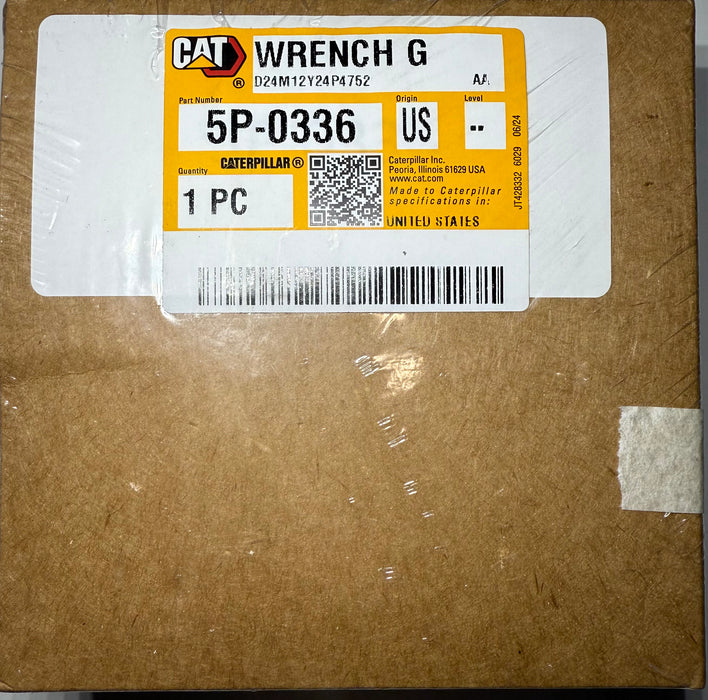 CAT WRENCH G
®
D24M12Y24P4752 AA
Part Number Origin Level
5P-0336 US --
Quantity CATERPILLAR®
1 PC
Caterpillar Inc.
Peoria, Illinois 61629 USA
www.cat.com
Made to Caterpillar
specifications in:
UNITED STATES
JT428332 6029 06/24